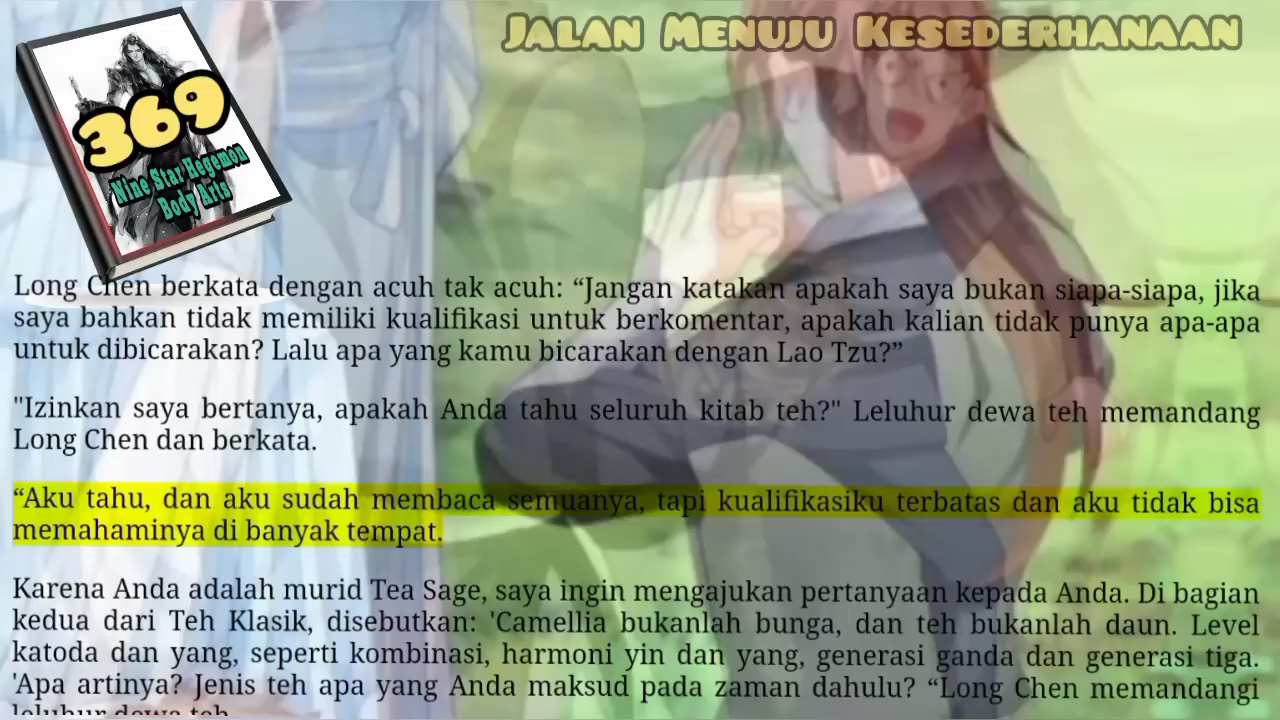 Jalan Menuju Kesederhanaan
369
Nine Star Hegemon
Body Arts
Long Chen berkata dengan acuh tak acuh: “Jangan katakan apakah saya bukan siapa-siapa, jika
saya bahkan tidak memiliki kualifikasi untuk berkomentar, apakah kalian tidak punya apa-apa
untuk dibicarakan? Lalu apa yang kamu bicarakan dengan Lao Tzu?”
"Izinkan saya bertanya, apakah Anda tahu seluruh kitab teh?" Leluhur dewa teh memandang
Long Chen dan berkata.
“Aku tahu, dan aku sudah membaca semuanya, tapi kualifikasiku terbatas dan aku tidak bisa
memahaminya di banyak tempat.
Karena Anda adalah murid Tea Sage, saya ingin mengajukan pertanyaan kepada Anda. Di bagian
kedua dari Teh Klasik, disebutkan: 'Camellia bukanlah bunga, dan teh bukanlah daun. Level
katoda dan yang, seperti kombinasi, harmoni yin dan yang, generasi ganda dan generasi tiga.
'Apa artinya? Jenis teh apa yang Anda maksud pada zaman dahulu? “Long Chen memandangi
leluhur dewa teh